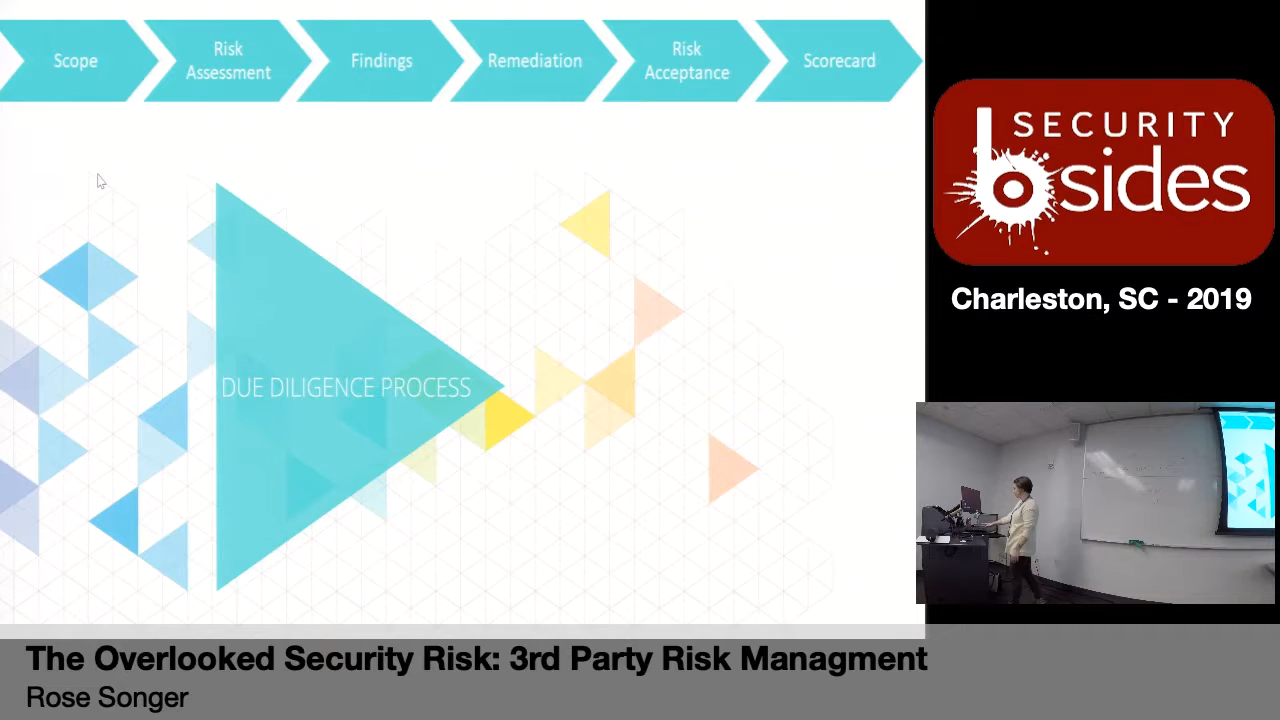 Scope
Risk
Assessment
Findings
Remediation
Risk
Acceptance
Scorecard
DUE DILIGENCE PROCESS
SECURITY
bsides
Charleston, SC - 2019
The Overlooked Security Risk: 3rd Party Risk Managment
Rose Songer